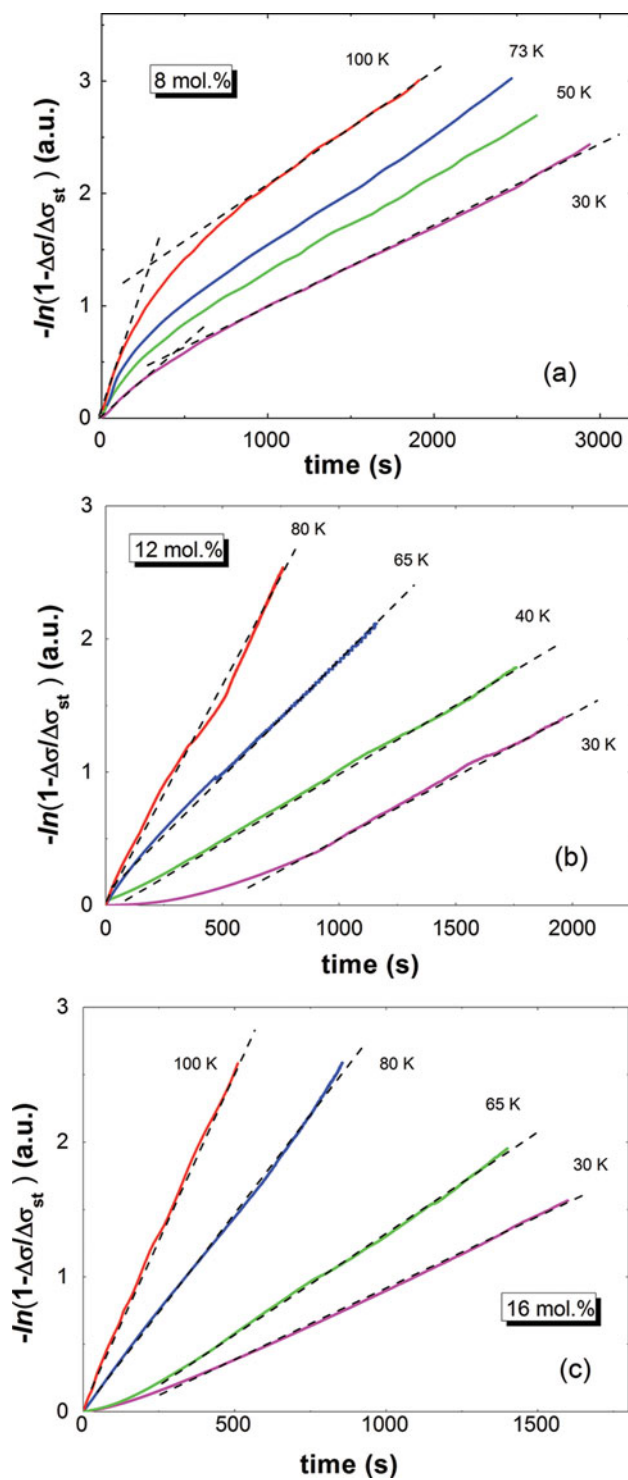 8 mol.%
100 K
73 K
50 K
30 K
-ln(1-Δσ/Δσst) (a.u.)
3
2
1
0
(a)
0 1000 2000 3000
time (s)
12 mol.%
80 K
65 K
40 K
30 K
-ln(1-Δσ/Δσst) (a.u.)
3
2
1
0
(b)
0 500 1000 1500 2000
time (s)
100 K
80 K
65 K
30 K
-ln(1-Δσ/Δσst) (a.u.)
3
2
1
0
16 mol.%
(c)
0 500 1000 1500
time (s)